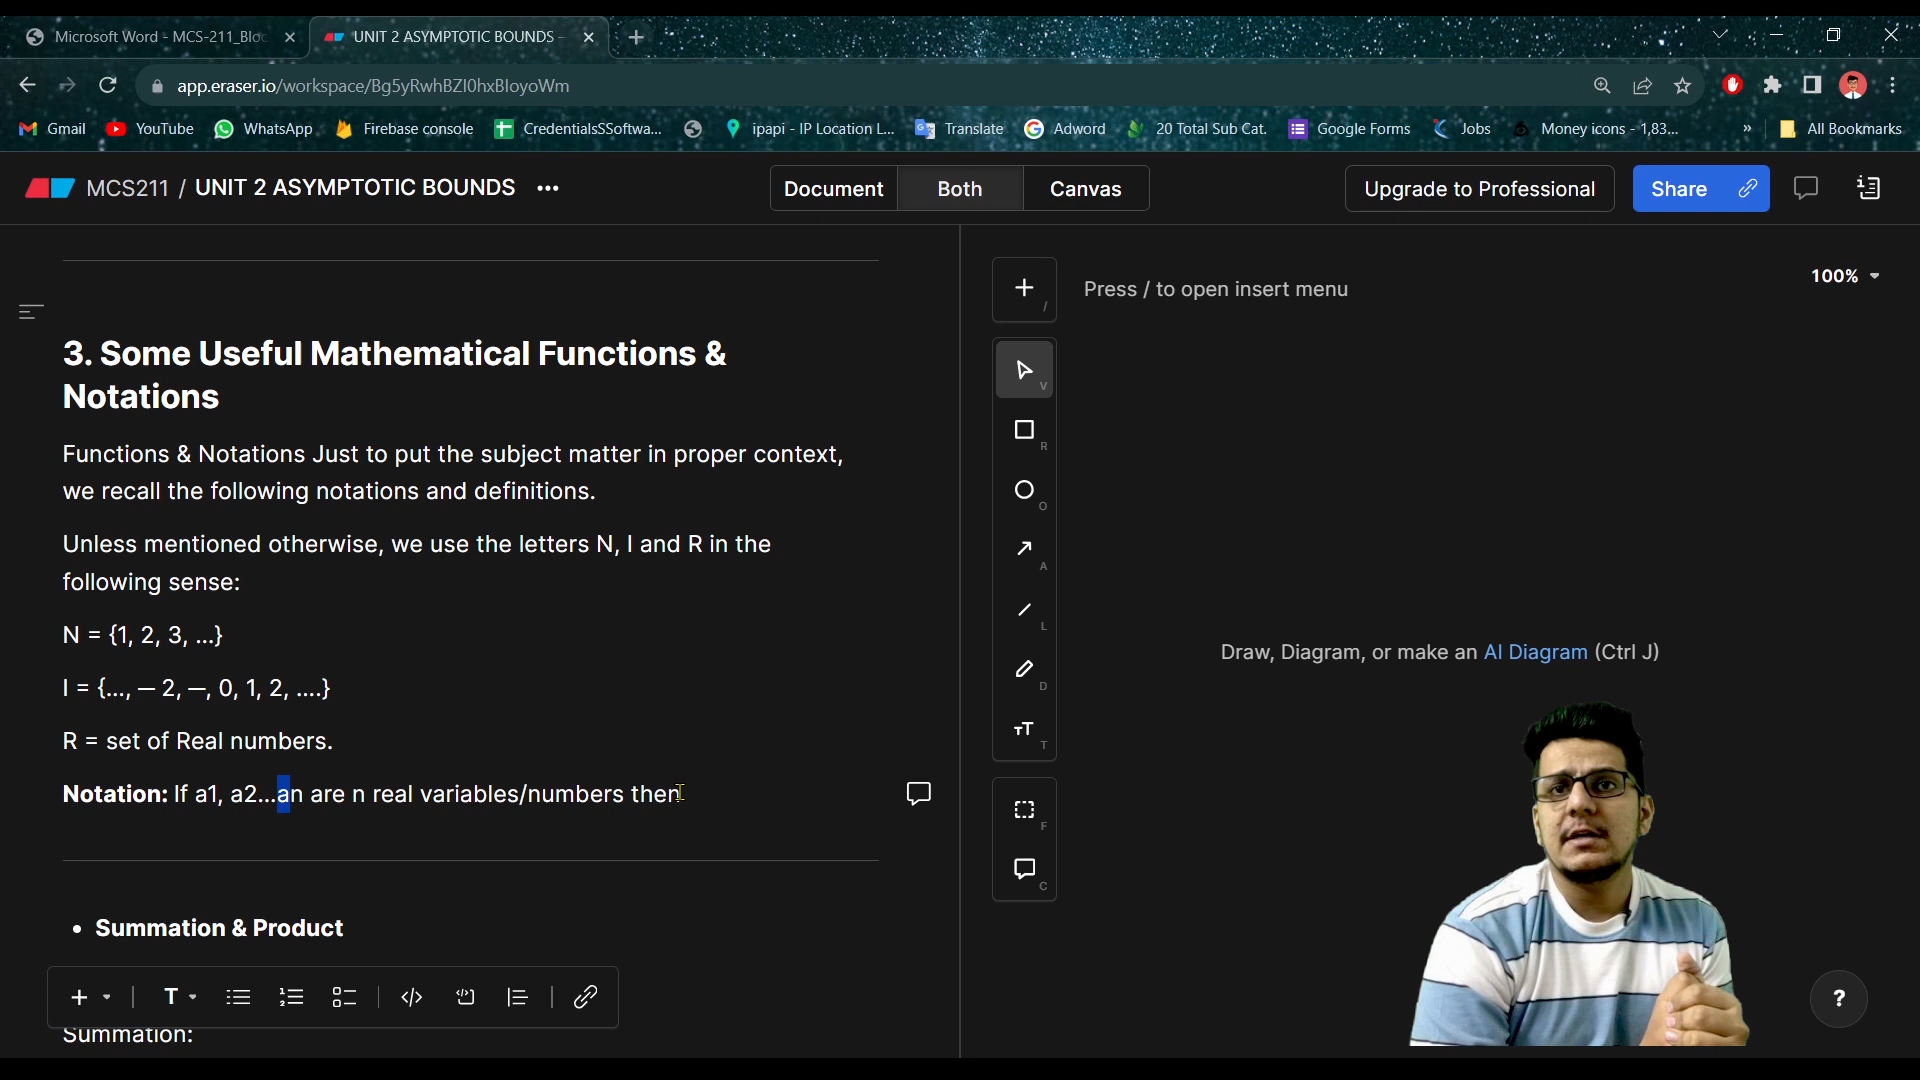 Microsoft Word - MCS-211_Bloc
UNIT 2 ASYMPTOTIC BOUNDS -
app.eraser.io/workspace/Bg5yRwhBZI0hxBIoyoWm
Gmail
YouTube
WhatsApp
Firebase console
CredentialsSSoftwa...
ipapi - IP Location L...
Translate
Adword
20 Total Sub Cat.
Google Forms
Jobs
Money icons - 1,83...
»
All Bookmarks
MCS211 / UNIT 2 ASYMPTOTIC BOUNDS •••
Document
Both
Canvas
Upgrade to Professional
Share
Press / to open insert menu
100%
/
V
R
O
A
L
D
T
F
C
3. Some Useful Mathematical Functions &
Notations
Functions & Notations Just to put the subject matter in proper context,
we recall the following notations and definitions.
Unless mentioned otherwise, we use the letters N, I and R in the
following sense:
N = {1, 2, 3, ...}
I = {..., — 2, —, 0, 1, 2, ....}
R = set of Real numbers.
Notation: If a1, a2...an are n real variables/numbers then
• Summation & Product
T
Summation:
Draw, Diagram, or make an AI Diagram (Ctrl J)
?